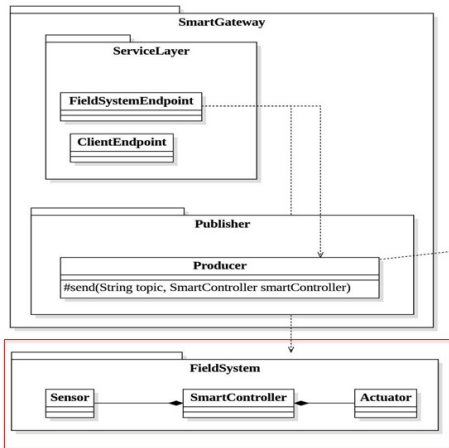 SmartGateway
ServiceLayer
FieldSystemEndpoint
ClientEndpoint
Publisher
Producer
#send(String topic, SmartController smartController)
FieldSystem
Sensor
SmartController
Actuator